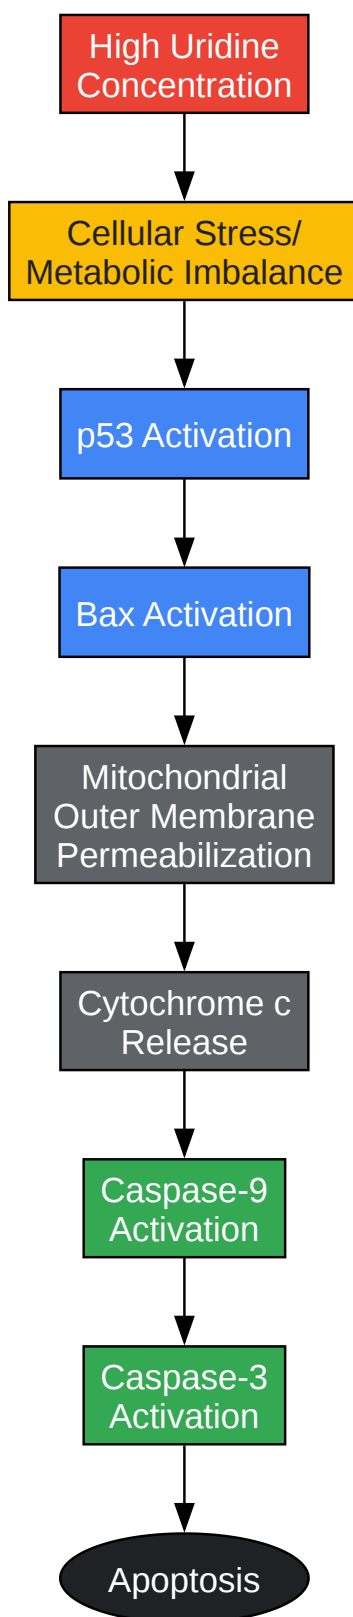 High Uridine
Concentration
Cellular Stress/
Metabolic Imbalance
p53 Activation
Bax Activation
Mitochondrial
Outer Membrane
Permeabilization
Cytochrome c
Release
Caspase-9
Activation
Caspase-3
Activation
Apoptosis